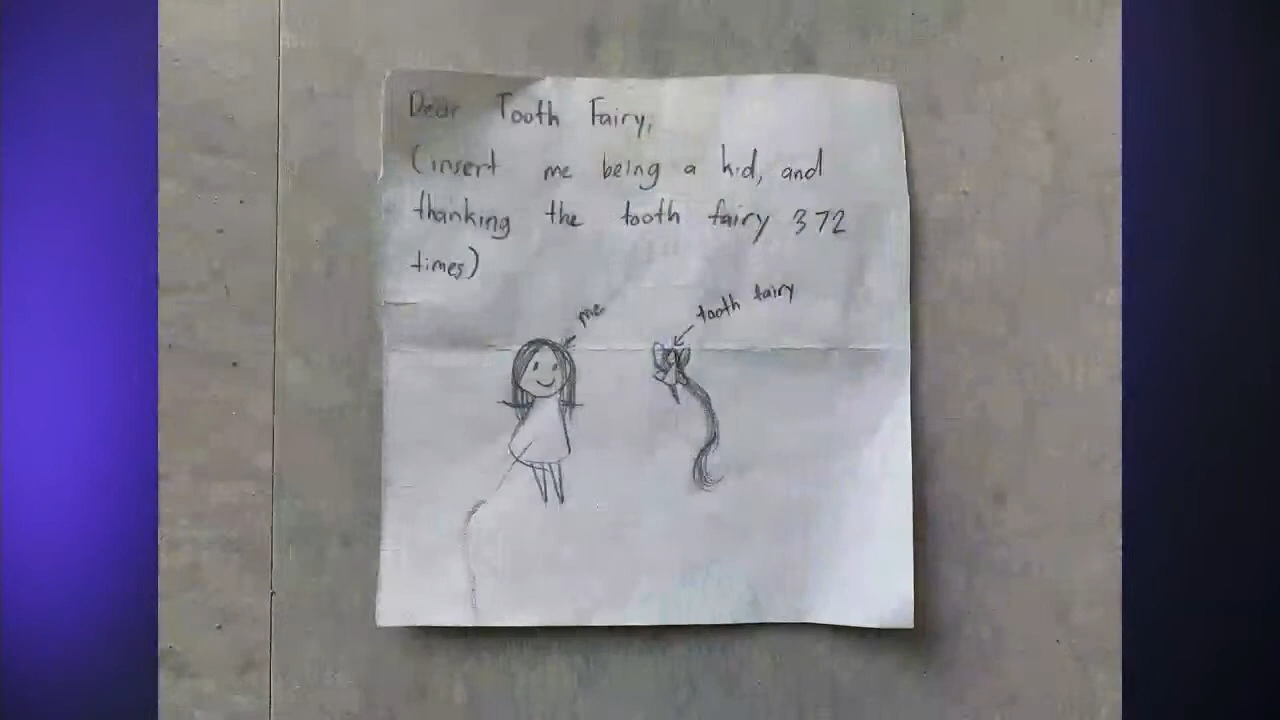 Dear Tooth Fairy,
(insert me being a kid, and
thanking the tooth fairy 372
times)
me
tooth fairy